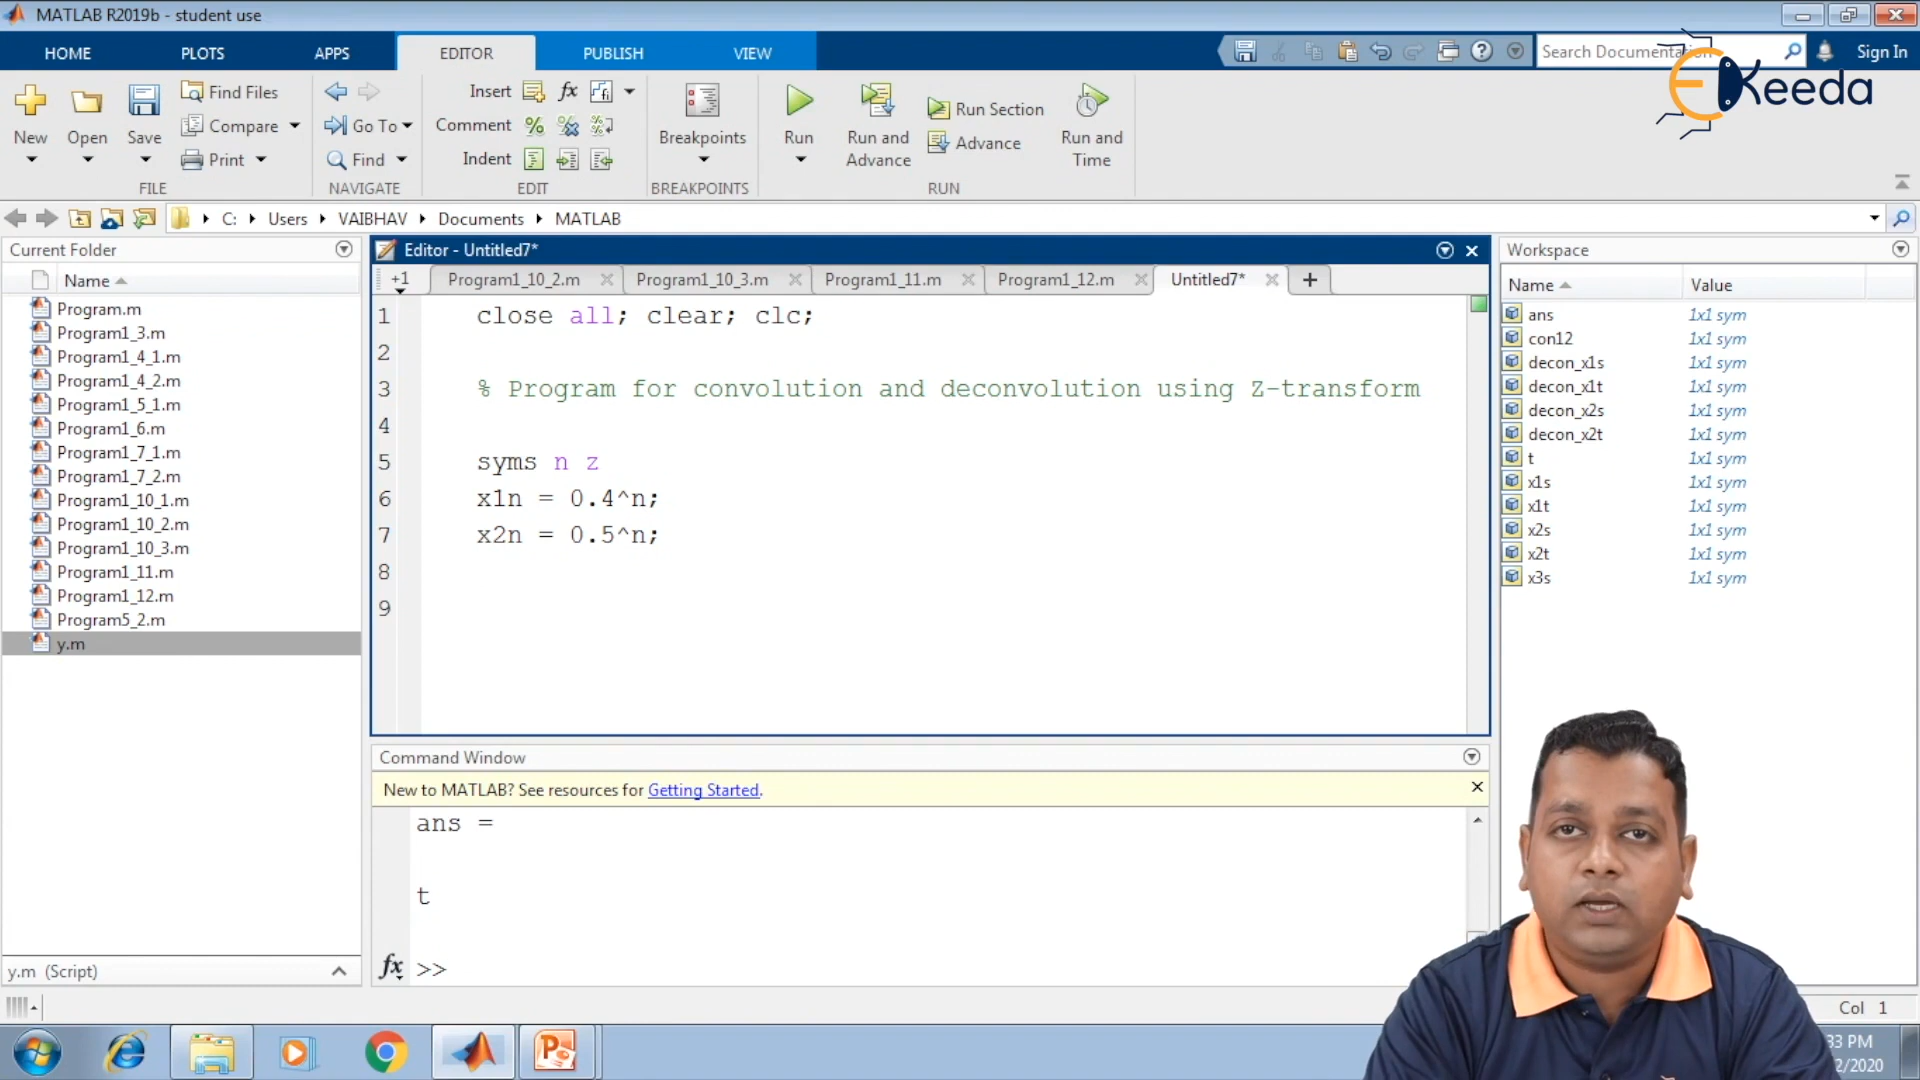 MATLAB R2019b - student use
HOME PLOTS APPS EDITOR PUBLISH VIEW
Search Documentation
Sign In
EKeeda
New
Open
Save
Find Files
Compare
Print
FILE
Go To
Find
NAVIGATE
Insert fx
Comment
Indent
EDIT
Breakpoints
BREAKPOINTS
Run
Run and
Advance
Run Section
Advance
Run and
Time
RUN
C: Users VAIBHAV Documents MATLAB
Current Folder
Name
Program.m
Program1_3.m
Program1_4_1.m
Program1_4_2.m
Program1_5_1.m
Program1_6.m
Program1_7_1.m
Program1_7_2.m
Program1_10_1.m
Program1_10_2.m
Program1_10_3.m
Program1_11.m
Program1_12.m
Program5_2.m
y.m
y.m (Script)
Editor - Untitled7*
+1 Program1_10_2.m Program1_10_3.m Program1_11.m Program1_12.m Untitled7* +
1 close all; clear; clc;
2
3 % Program for convolution and deconvolution using Z-transform
4
5 syms n z
6 x1n = 0.4^n;
7 x2n = 0.5^n;
8
9
Command Window
New to MATLAB? See resources for Getting Started.
ans =
t
fx >>
Workspace
Name Value
ans 1x1 sym
con12 1x1 sym
decon_x1s 1x1 sym
decon_x1t 1x1 sym
decon_x2s 1x1 sym
decon_x2t 1x1 sym
t 1x1 sym
x1s 1x1 sym
x1t 1x1 sym
x2s 1x1 sym
x2t 1x1 sym
x3s 1x1 sym
Col 1
33 PM
2/2020